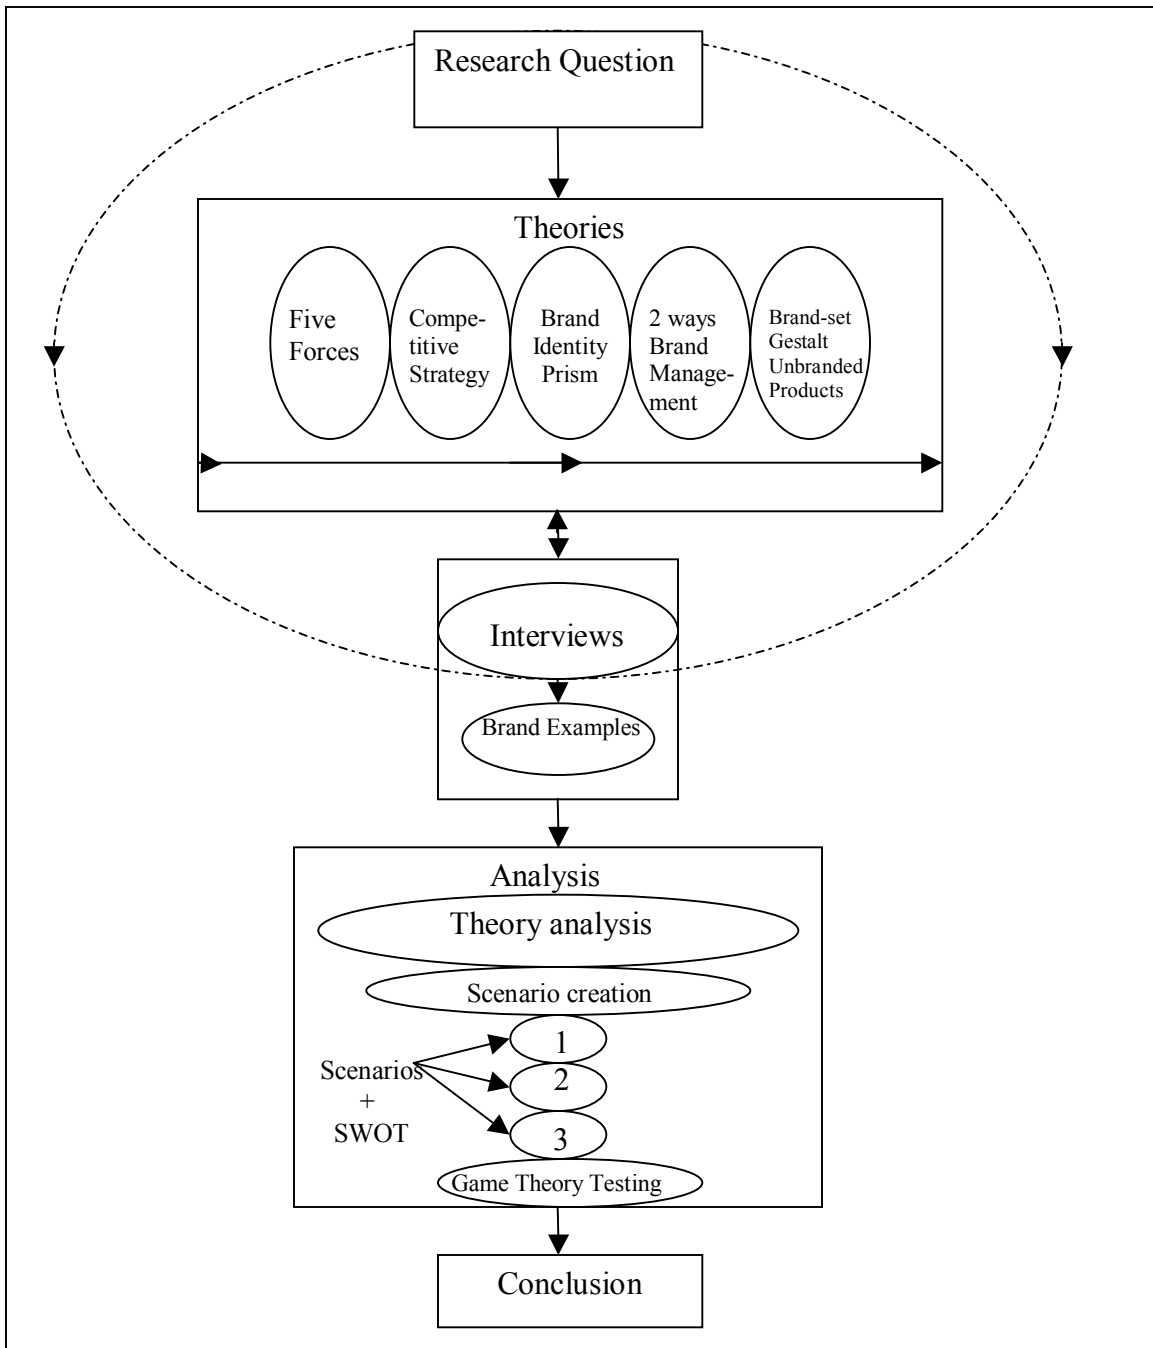 Research Question
Theories
Five
Forces
Compe-
titive
Strategy
Brand
Identity
Prism
2 ways
Brand
Manage-
ment
Brand-set
Gestalt
Unbranded
Products
Interviews
Brand Examples
Analysis
Theory analysis
Scenario creation
1
2
3
Scenarios
+
SWOT
Game Theory Testing
Conclusion